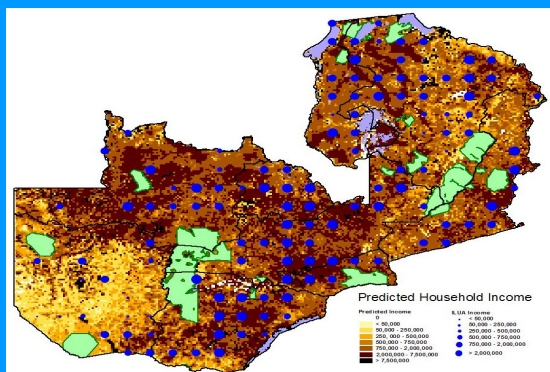 Predicted Household Income
Predicted Income
0
< 50,000
50,000 - 250,000
250, 000 - 500,000
500,000 - 750,000
750,000 - 2,000,000
2,000,000 - 7,500,000
> 7,500,000
ILUA Income
< 50,000
50,000 - 250,000
250,000 - 500,000
500,000 - 750,000
750,000 - 2,000,000
> 2,000,000